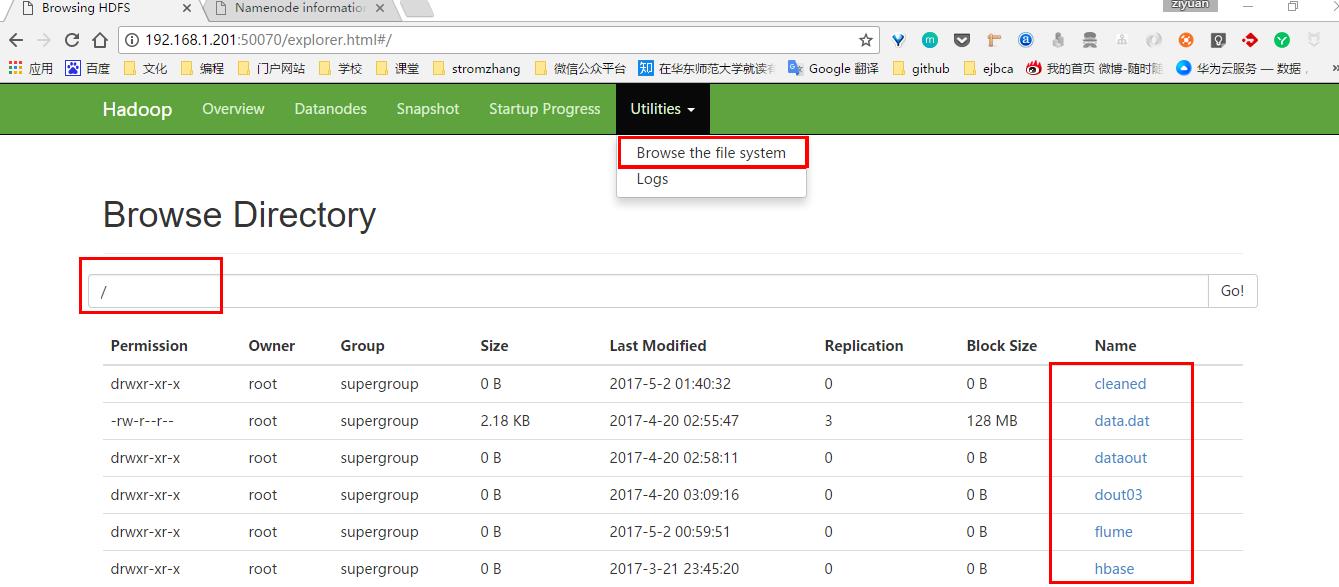 Browsing HDFS
Namenode information
ziyuan
192.168.1.201:50070/explorer.html#/
应用 百度 文化 编程 门户网站 学校 课堂 stromzhang 微信公众平台 在华东师范大学就读 Google 翻译 github ejbca 我的首页 微博-随时随 华为云服务 — 数据
Hadoop Overview Datanodes Snapshot Startup Progress Utilities
Browse the file system
Logs
Browse Directory
/ Go!
Permission Owner Group Size Last Modified Replication Block Size Name
drwxr-xr-x root supergroup 0 B 2017-5-2 01:40:32 0 0 B cleaned
-rw-r--r-- root supergroup 2.18 KB 2017-4-20 02:55:47 3 128 MB data.dat
drwxr-xr-x root supergroup 0 B 2017-4-20 02:58:11 0 0 B dataout
drwxr-xr-x root supergroup 0 B 2017-4-20 03:09:16 0 0 B dout03
drwxr-xr-x root supergroup 0 B 2017-5-2 00:59:51 0 0 B flume
drwxr-xr-x root supergroup 0 B 2017-3-21 23:45:20 0 0 B hbase